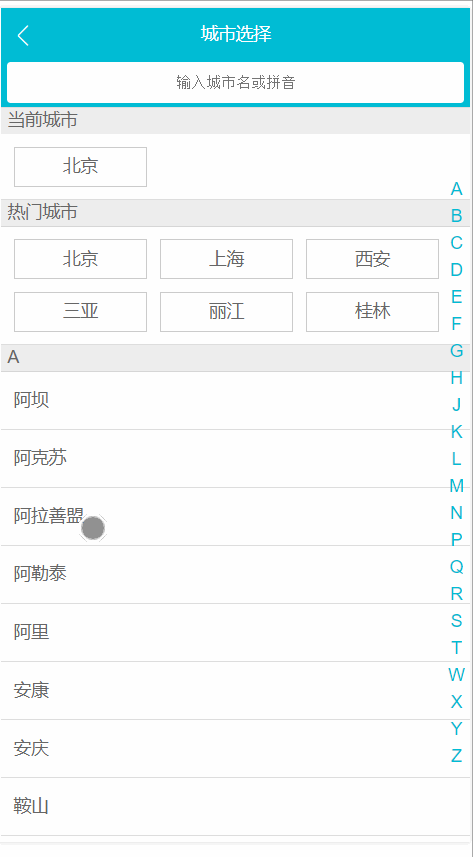 城市选择
输入城市名或拼音
当前城市
北京
热门城市
北京 上海 西安
三亚 丽江 桂林
A
阿坝
阿克苏
阿拉善盟
阿勒泰
阿里
安康
安庆
鞍山
A
B
C
D
E
F
G
H
J
K
L
M
N
P
Q
R
S
T
W
X
Y
Z